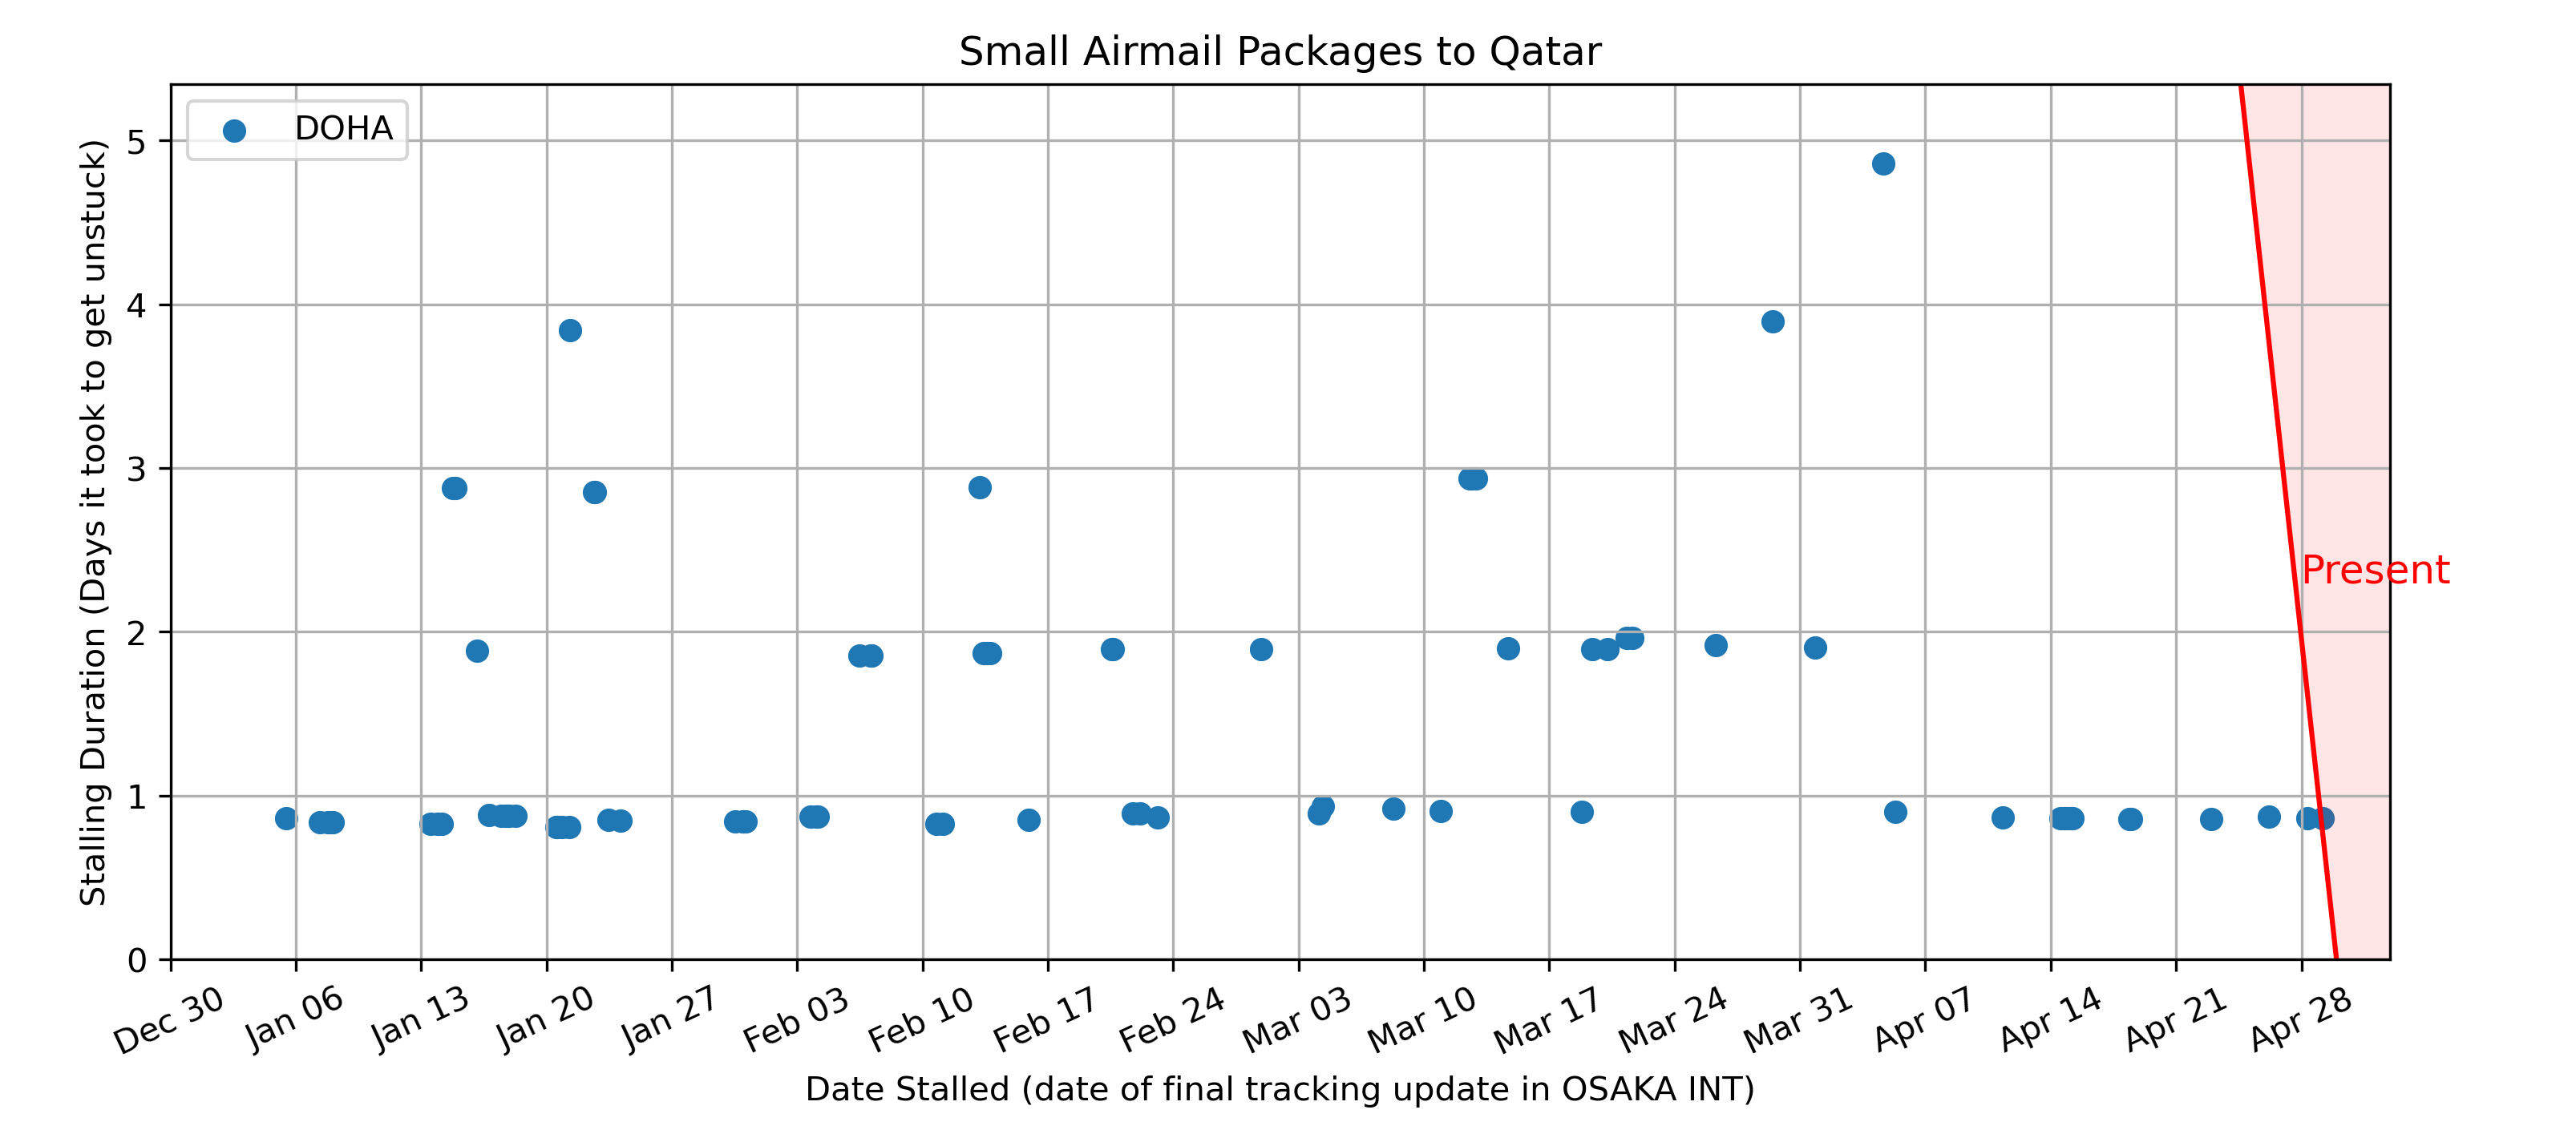 Small Airmail Packages to Qatar
DOHA
Stalling Duration (Days it took to get unstuck)
5
4
3
2
1
0
Present
Dec 30
Jan 06
Jan 13
Jan 20
Jan 27
Feb 03
Feb 10
Feb 17
Feb 24
Mar 03
Mar 10
Mar 17
Mar 24
Mar 31
Apr 07
Apr 14
Apr 21
Apr 28
Date Stalled (date of final tracking update in OSAKA INT)